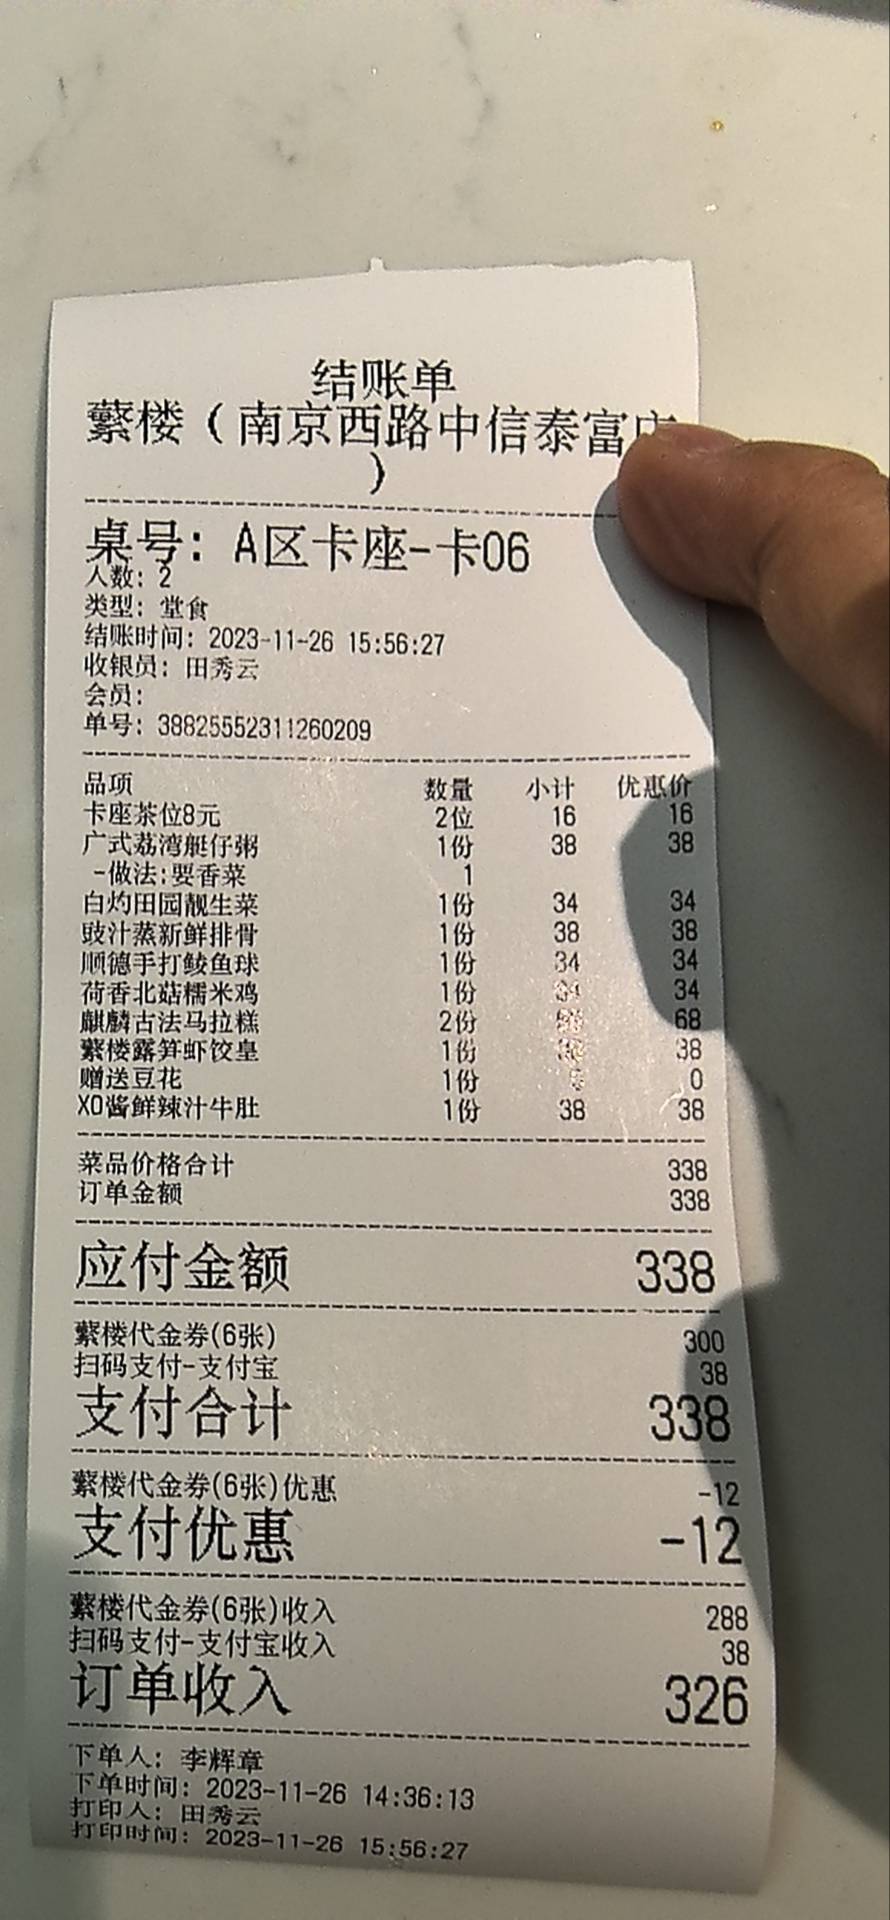 结账单
蘩楼（南京西路中信泰富店
）
桌号: A区卡座-卡06
人数: 2
类型: 堂食
结账时间: 2023-11-26 15:56:27
收银员: 田秀云
会员:
单号: 388255552311260209
品项 数量 小计 优惠价
卡座茶位8元 2位 16 16
广式荔湾艇仔粥 1份 38 38
-做法:要香菜 1
白灼田园靓生菜 1份 34 34
豉汁蒸新鲜排骨 1份 38 38
顺德手打鲮鱼球 1份 34 34
荷香北菇糯米鸡 1份 34 34
麒麟古法马拉糕 2份 68
蘩楼露笋虾饺皇 1份 38
赠送豆花 1份 0
XO酱鲜辣汁牛肚 1份 38 38
菜品价格合计 338
订单金额 338
应付金额 338
蘩楼代金券(6张) 300
扫码支付-支付宝 38
支付合计 338
蘩楼代金券(6张)优惠 -12
支付优惠 -12
蘩楼代金券(6张)收入 288
扫码支付-支付宝收入 38
订单收入 326
下单人: 李辉章
下单时间: 2023-11-26 14:36:13
打印人: 田秀云
打印时间: 2023-11-26 15:56:27